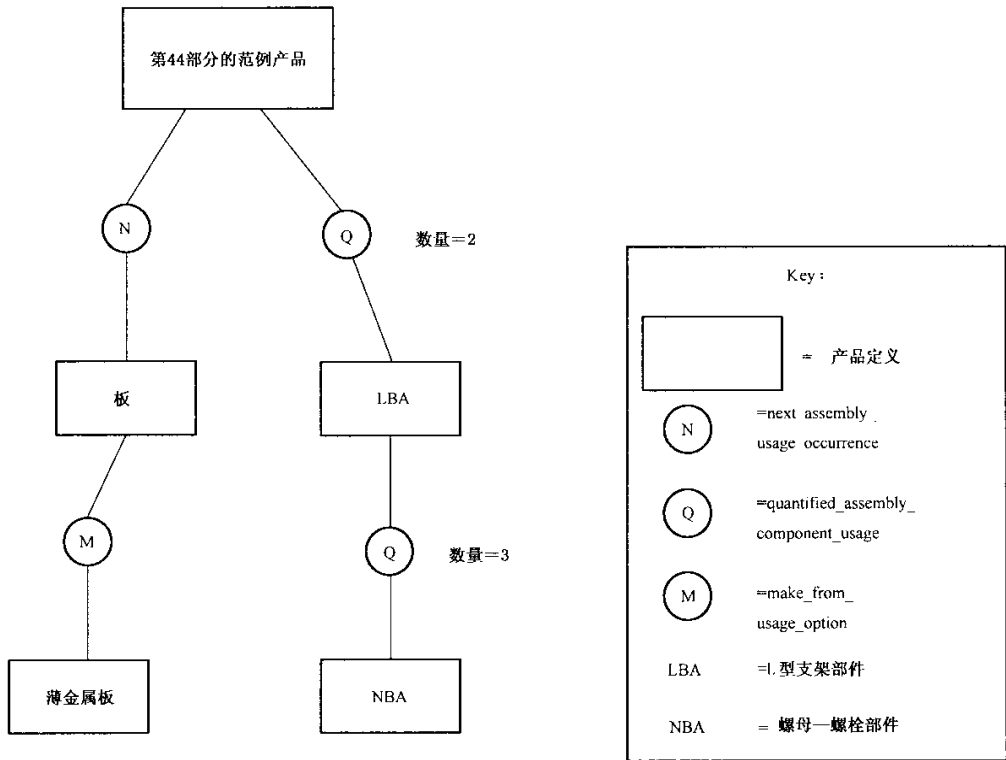 第44部分的范例产品
N
Q
数量=2
板
LBA
M
Q
数量=3
薄金属板
NBA
Key:
= 产品定义
N
=next_assembly_
usage_occurrence
Q
=quantified_assembly_
component_usage
M
=make_from_
usage_option
LBA =L型支架部件
NBA = 螺母—螺栓部件